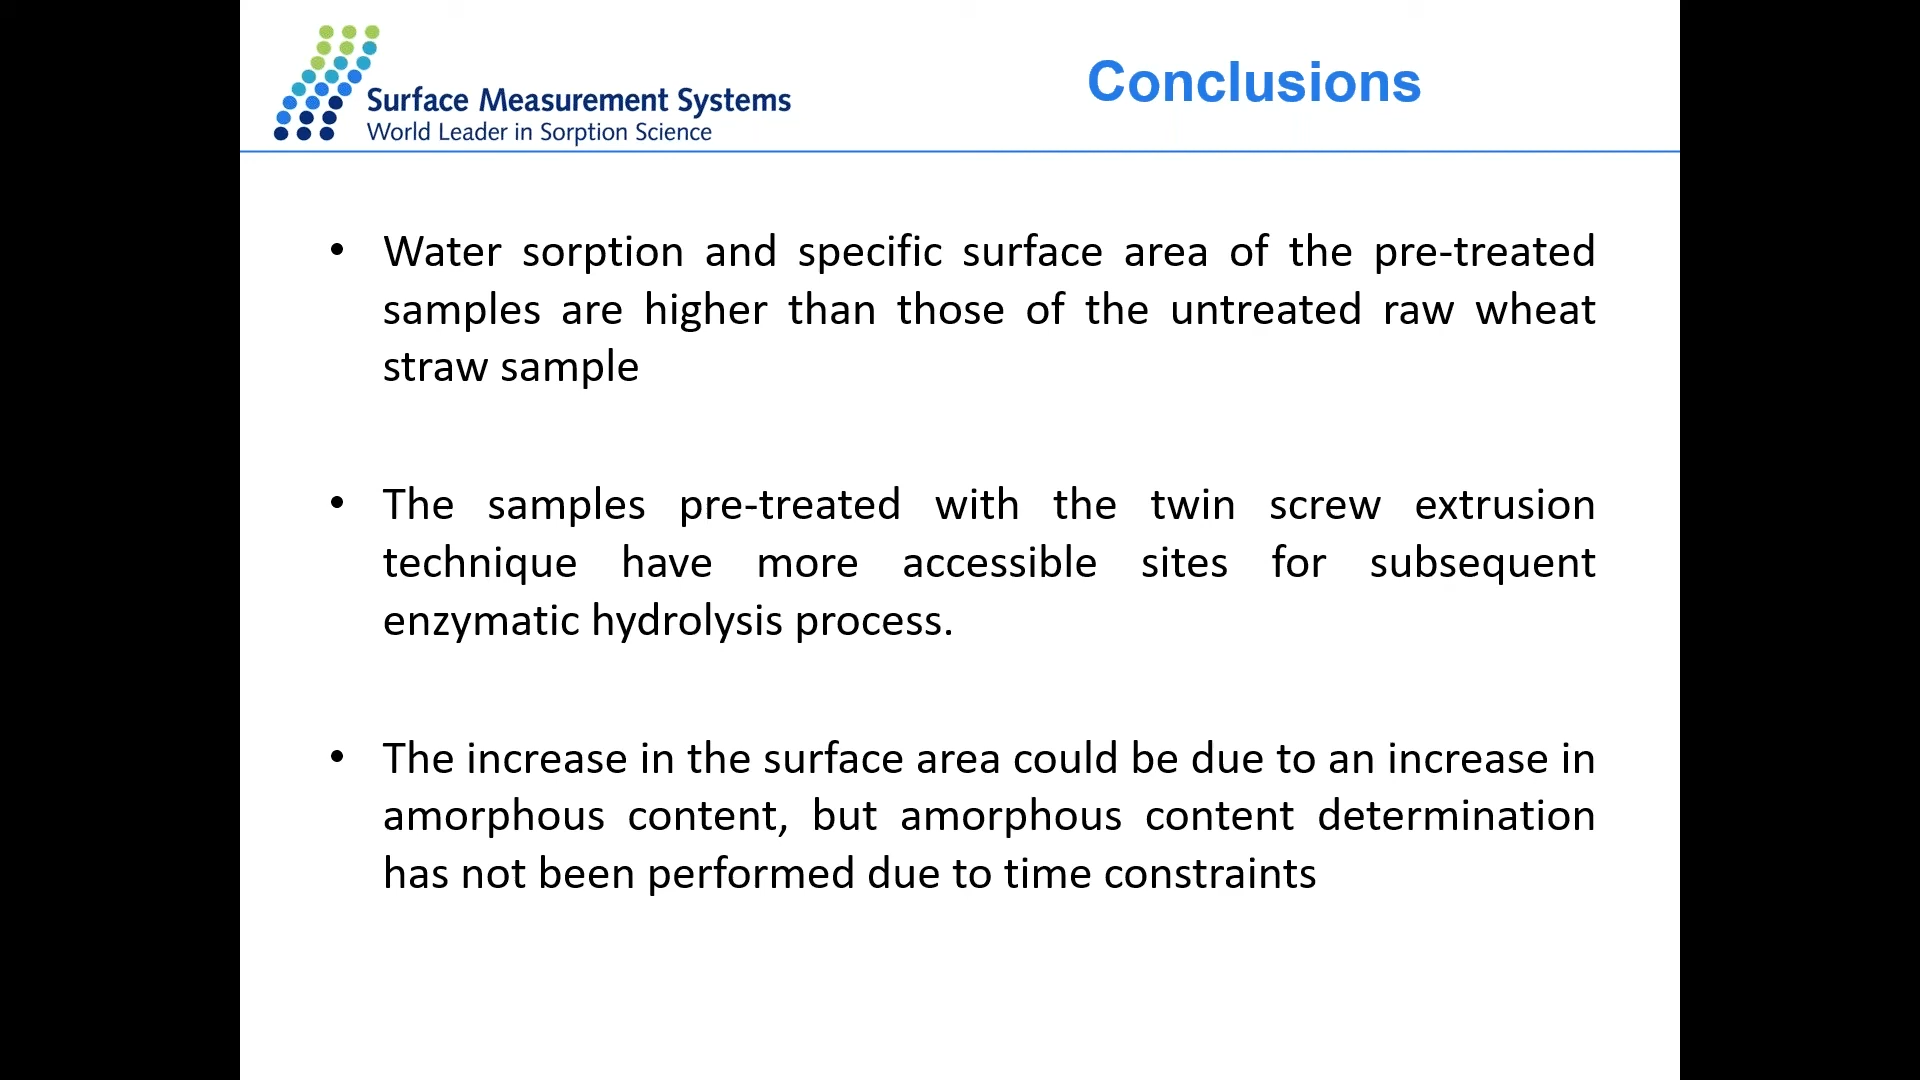 Surface Measurement Systems
World Leader in Sorption Science
Conclusions
• Water sorption and specific surface area of the pre-treated
samples are higher than those of the untreated raw wheat
straw sample
• The samples pre-treated with the twin screw extrusion
technique have more accessible sites for subsequent
enzymatic hydrolysis process.
• The increase in the surface area could be due to an increase in
amorphous content, but amorphous content determination
has not been performed due to time constraints